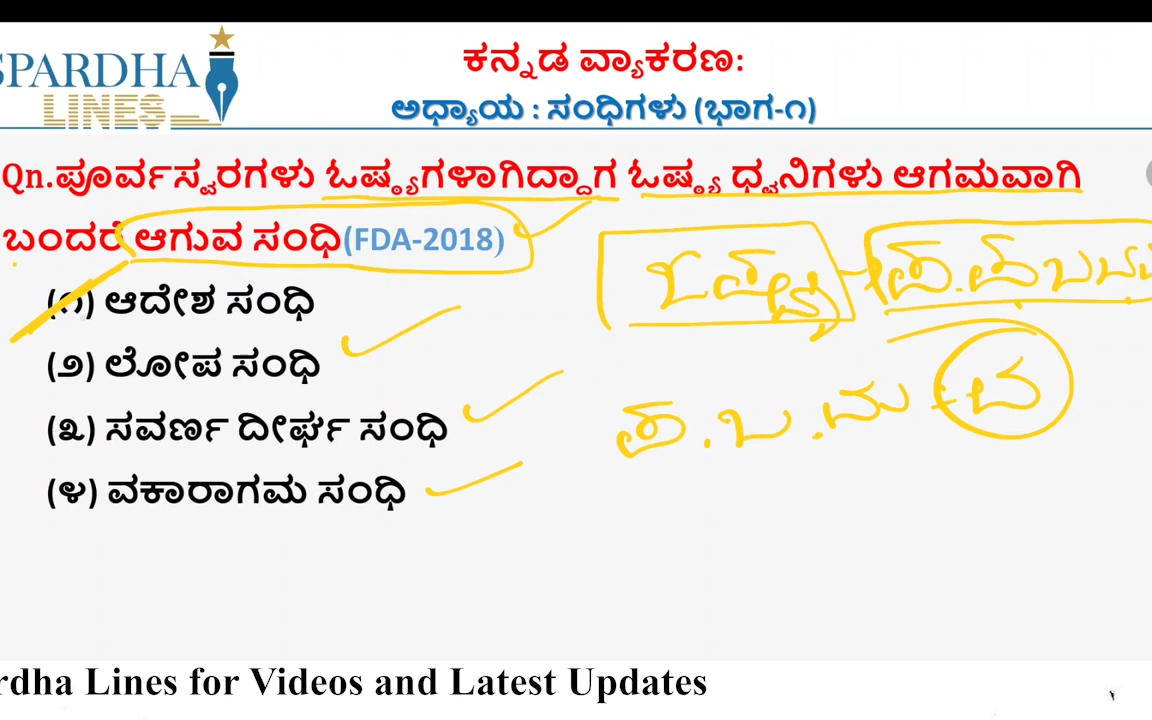 SPARDHA
LINES
ಕನ್ನಡ ವ್ಯಾಕರಣ:
ಅಧ್ಯಾಯ : ಸಂಧಿಗಳು (ಭಾಗ-೧)
Qn.ಪೂರ್ವಸ್ವರಗಳು ಓಷ್ಠ್ಯಗಳಾಗಿದ್ದಾಗ ಓಷ್ಠ್ಯ ಧ್ವನಿಗಳು ಆಗಮವಾಗಿ
ಬಂದರೆ ಆಗುವ ಸಂಧಿ(FDA-2018)
(೧) ಆದೇಶ ಸಂಧಿ
(೨) ಲೋಪ ಸಂಧಿ
(೩) ಸವರ್ಣ ದೀರ್ಘ ಸಂಧಿ
(೪) ವಕಾರಾಗಮ ಸಂಧಿ
ಪ . ಬ . ಮ - ವ
rdha Lines for Videos and Latest Updates